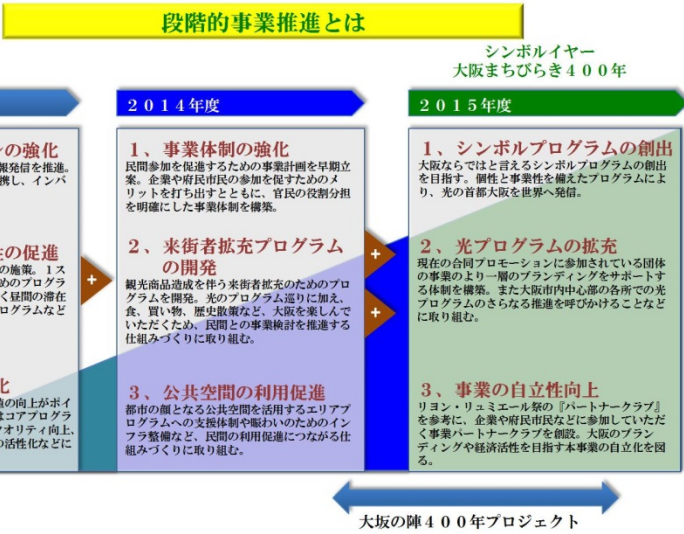 段階的事業推進とは
シンボルイヤー
大阪まちびらき４００年
ンの強化
報発信を推進。
携し、インバ
性の促進
の施策。１ス
めのプログラ
く昼間の滞在
ログラムなど
化
値の向上がポイ
はコアプログラ
クオリティ向上、
の活性化などに
２０１４年度
１、事業体制の強化
民間参加を促進するための事業計画を早期立
案。企業や府民市民の参加を促すためのメ
リットを打ち出すとともに、官民の役割分担
を明確にした事業体制を構築。
２、来街者拡充プログラム
の開発
観光商品造成を伴う来街者拡充のためのプロ
グラムを開発。光のプログラム巡りに加え、
食、買い物、歴史散策など、大阪を楽しんで
いただくため、民間との事業検討を推進する
仕組みづくりに取り組む。
３、公共空間の利用促進
都市の顔となる公共空間を活用するエリアプ
ログラムへの支援体制や賑わいのためのイン
フラ整備など、民間の利用促進につながる仕
組みづくりに取り組む。
２０１５年度
１、シンボルプログラムの創出
大阪ならではと言えるシンボルプログラムの創出
を目指す。個性と事業性を備えたプログラムによ
り、光の首都大阪を世界へ発信。
２、光プログラムの拡充
現在の合同プロモーションに参加されている団体
の事業のより一層のブランディングをサポートす
る体制を構築。また大阪市内中心部の各所での光
プログラムのさらなる推進を呼びかけることなど
に取り組む。
３、事業の自立性向上
リヨン・リュミエール祭の『パートナークラブ』
を参考に、企業や府民市民などに参加していただ
く事業パートナークラブを創設。大阪のブラン
ディングや経済活性を目指す本事業の自立化を図
る。
+
+
+
大坂の陣４００年プロジェクト